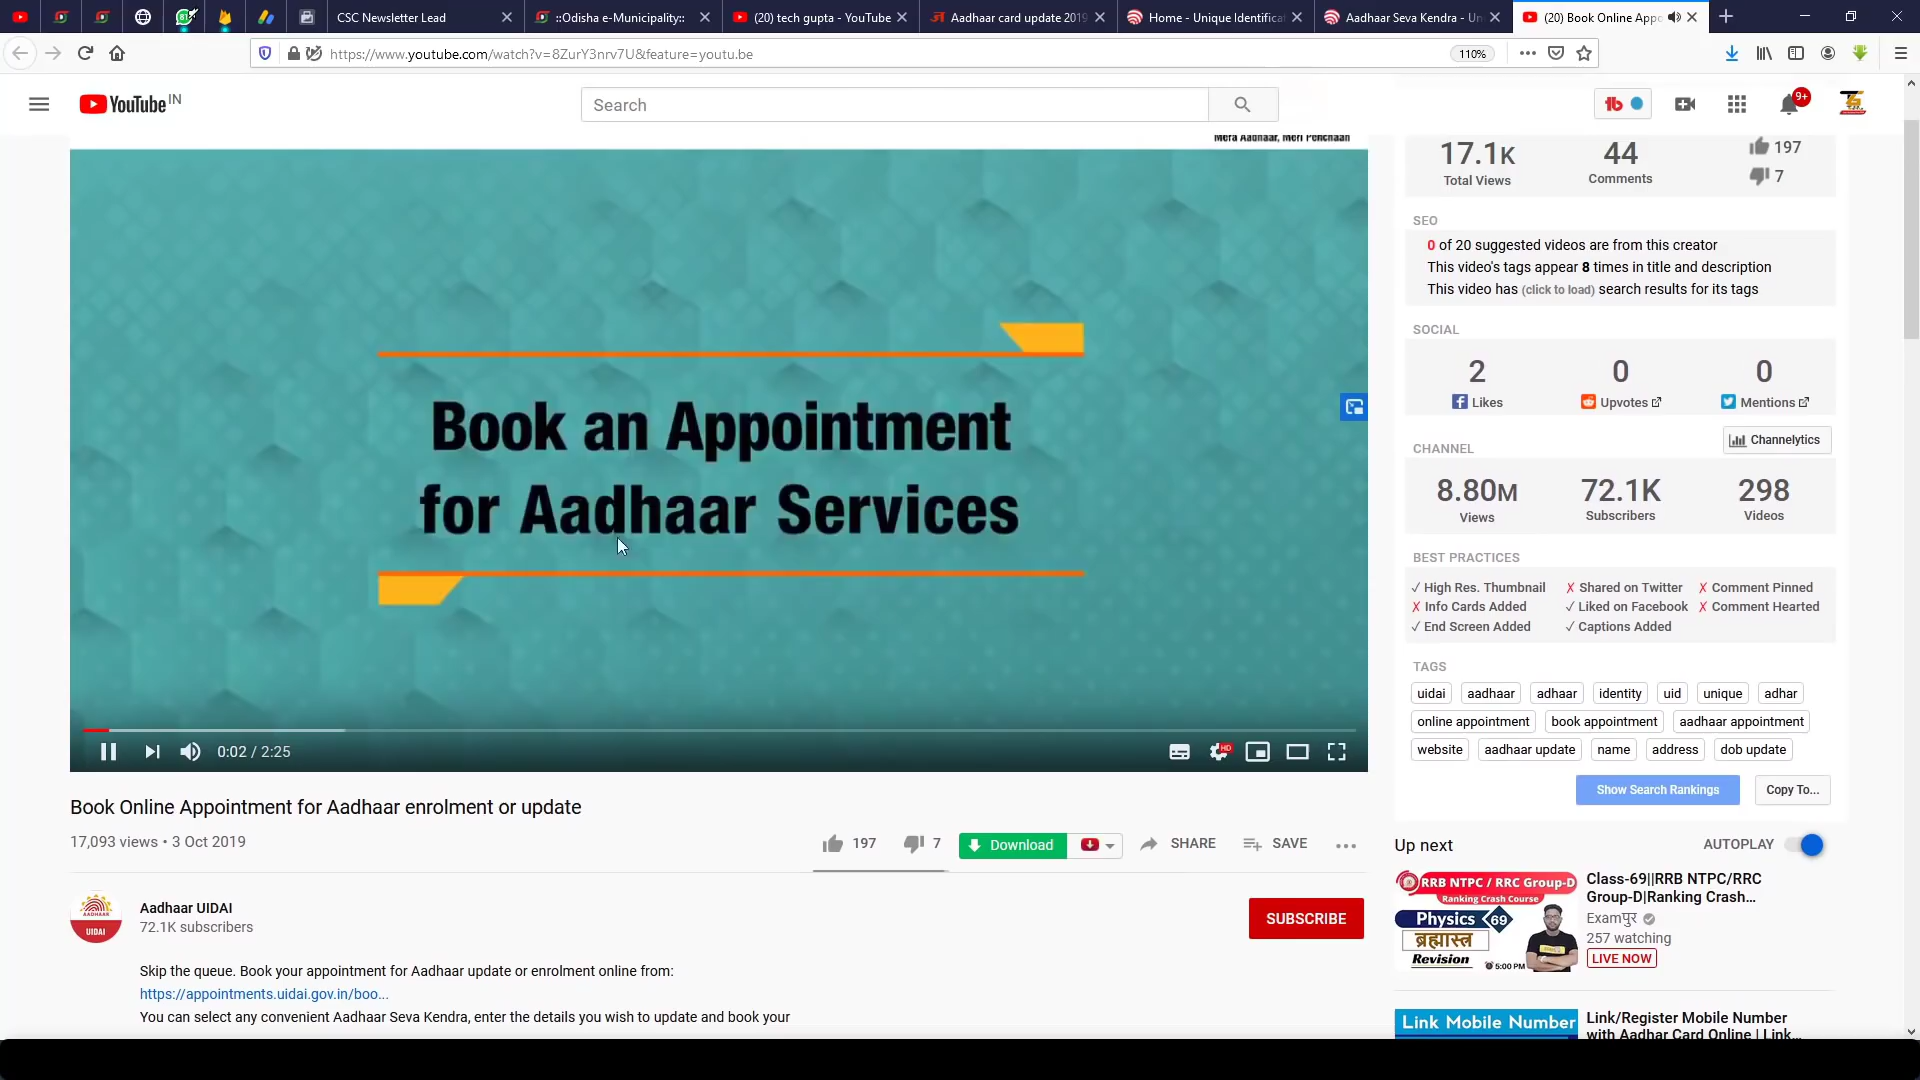 CSC Newsletter Lead
::Odisha e-Municipality::
(20) tech gupta - YouTube
Aadhaar card update 2019
Home - Unique Identifica
Aadhaar Seva Kendra - Un
(20) Book Online Appo
https://www.youtube.com/watch?v=8ZurY3nrv7U&feature=youtu.be
110%
YouTube IN
Search
9+
Mera Aadhaar, Meri Pehchaan
Book an Appointment
for Aadhaar Services
0:02 / 2:25
HD
Book Online Appointment for Aadhaar enrolment or update
17,093 views • 3 Oct 2019
197
7
Download
SHARE
SAVE
Aadhaar UIDAI
72.1K subscribers
UIDAI
SUBSCRIBE
Skip the queue. Book your appointment for Aadhaar update or enrolment online from:
https://appointments.uidai.gov.in/boo...
You can select any convenient Aadhaar Seva Kendra, enter the details you wish to update and book your
17.1K
Total Views
44
Comments
197
7
SEO
0 of 20 suggested videos are from this creator
This video's tags appear 8 times in title and description
This video has (click to load) search results for its tags
SOCIAL
2
Likes
0
Upvotes
0
Mentions
CHANNEL
Channelytics
8.80M
Views
72.1K
Subscribers
298
Videos
BEST PRACTICES
✓ High Res. Thumbnail ✗ Shared on Twitter ✗ Comment Pinned
✗ Info Cards Added ✓ Liked on Facebook ✗ Comment Hearted
✓ End Screen Added ✓ Captions Added
TAGS
uidai aadhaar adhaar identity uid unique adhar
online appointment book appointment aadhaar appointment
website aadhaar update name address dob update
Show Search Rankings Copy To...
Up next
AUTOPLAY
RRB NTPC/ RRC Group-D
Ranking Crash Course
Physics 69
ब्रह्मास्त्र
Revision
5:00 PM
Class-69||RRB NTPC/RRC
Group-D|Ranking Crash...
Examपुर
257 watching
LIVE NOW
Link Mobile Number
Link/Register Mobile Number
with Aadhar Card Online | Link...